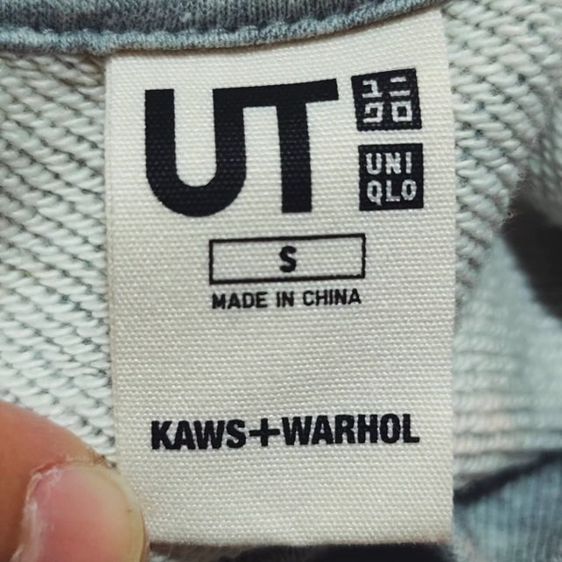 UT
ユニ
クロ
UNI
QLO
S
MADE IN CHINA
KAWS+WARHOL